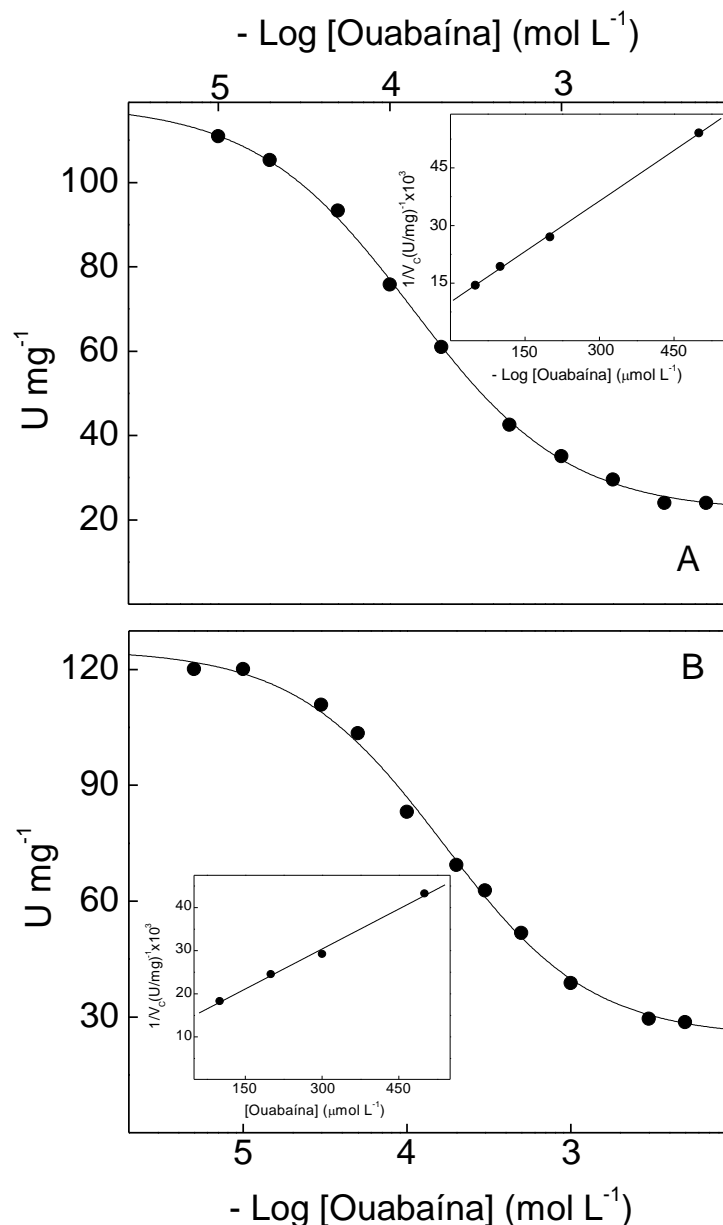 - Log [Ouabaína] (mol L⁻¹)
5 4 3
100
80
60
40
20
U mg⁻¹
45
30
15
1/V_C(U/mg)⁻¹x10³
150 300 450
- Log [Ouabaína] (μmol L⁻¹)
A
B
120
90
60
30
U mg⁻¹
40
30
20
10
1/V_C(U/mg)⁻¹x10³
150 300 450
[Ouabaína] (μmol L⁻¹)
5 4 3
- Log [Ouabaína] (mol L⁻¹)